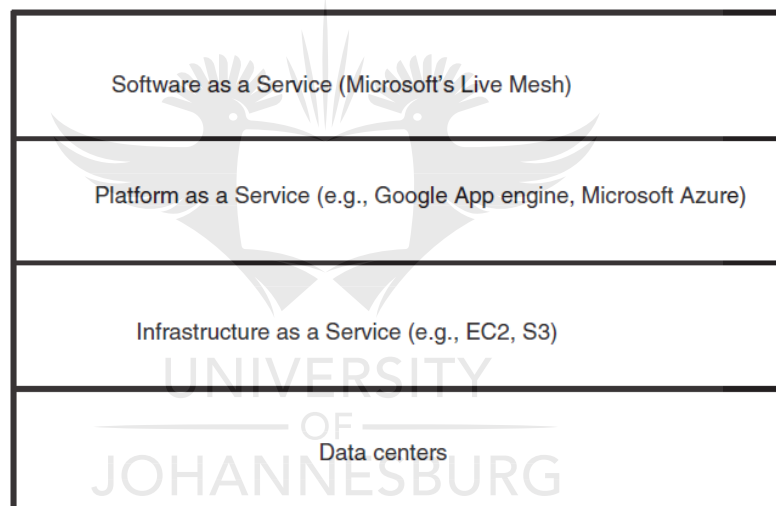 Software as a Service (Microsoft's Live Mesh)
Platform as a Service (e.g., Google App engine, Microsoft Azure)
Infrastructure as a Service (e.g., EC2, S3)
UNIVERSITY
OF
Data centers
JOHANNESBURG